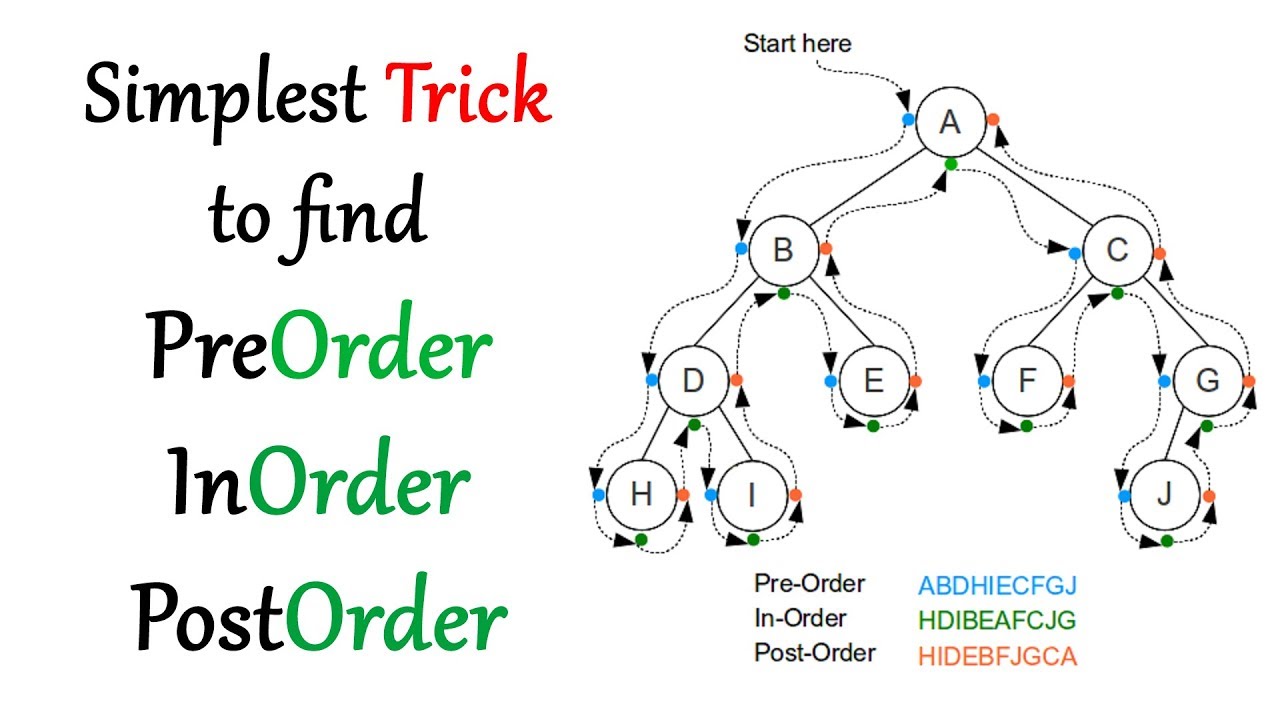 Simplest Trick
to find
PreOrder
InOrder
PostOrder
Start here
A
B
C
D
E
F
G
H
I
J
Pre-Order ABDHIECFGJ
In-Order HDIBEAFCJG
Post-Order HIDEBFJGCA